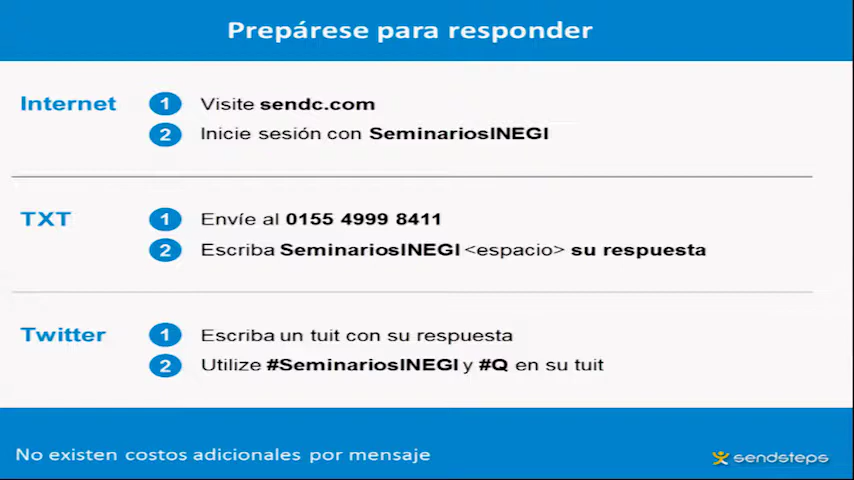 Prepárese para responder
Internet
1 Visite sendc.com
2 Inicie sesión con SeminariosINEGI
TXT
1 Envíe al 0155 4999 8411
2 Escriba SeminariosINEGI <espacio> su respuesta
Twitter
1 Escriba un tuit con su respuesta
2 Utilize #SeminariosINEGI y #Q en su tuit
No existen costos adicionales por mensaje
sendsteps